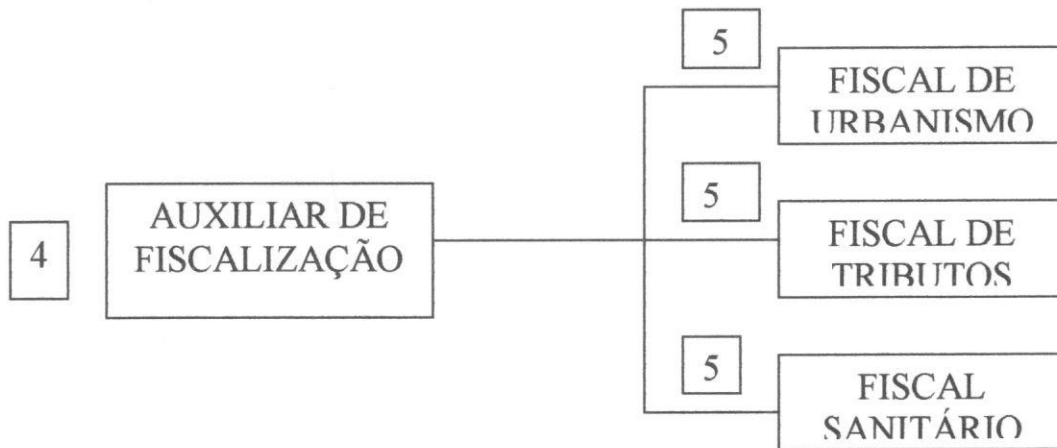 5
FISCAL DE
URBANISMO
4
AUXILIAR DE
FISCALIZAÇÃO
5
FISCAL DE
TRIBUTOS
5
FISCAL
SANITÁRIO